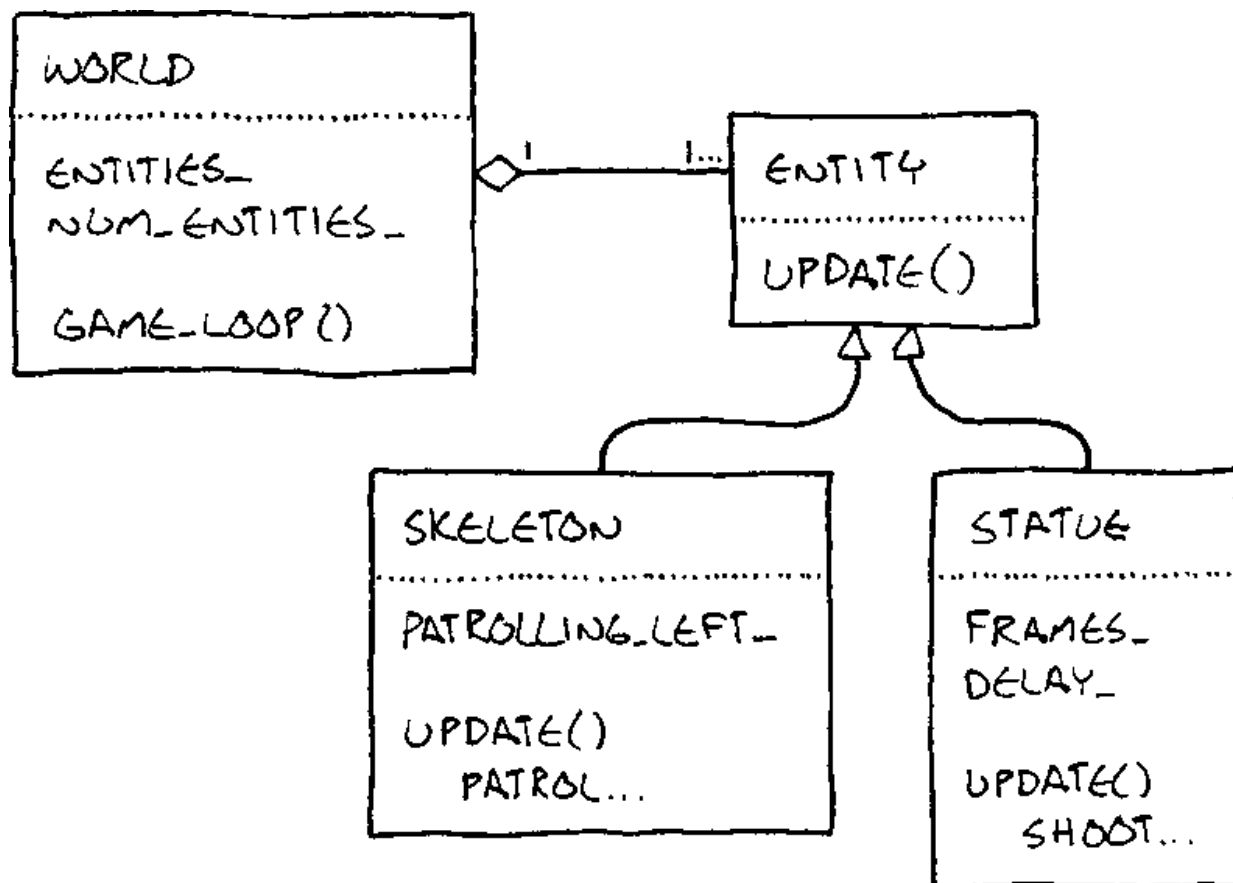 WORLD
ENTITIES_
NUM_ENTITIES_
GAME_LOOP()
1
1...
ENTITY
UPDATE()
SKELETON
PATROLLING_LEFT_
UPDATE()
PATROL...
STATUE
FRAMES_
DELAY_
UPDATE()
SHOOT...